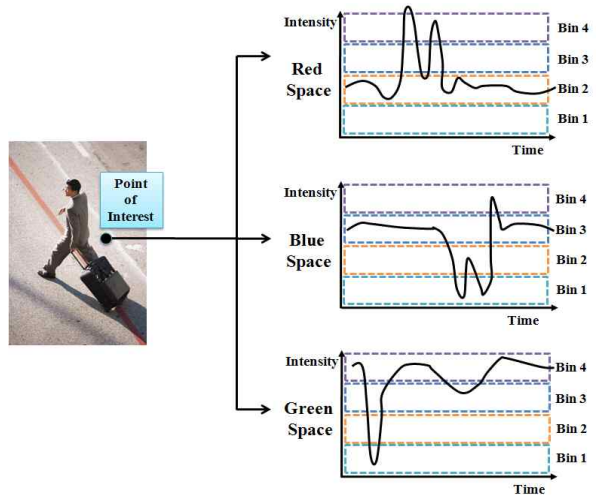 Intensity
Bin 4
Bin 3
Red
Space
Bin 2
Bin 1
Time
Point
of
Interest
Intensity
Bin 4
Blue
Space
Bin 3
Bin 2
Bin 1
Time
Intensity
Bin 4
Bin 3
Green
Space
Bin 2
Bin 1
Time